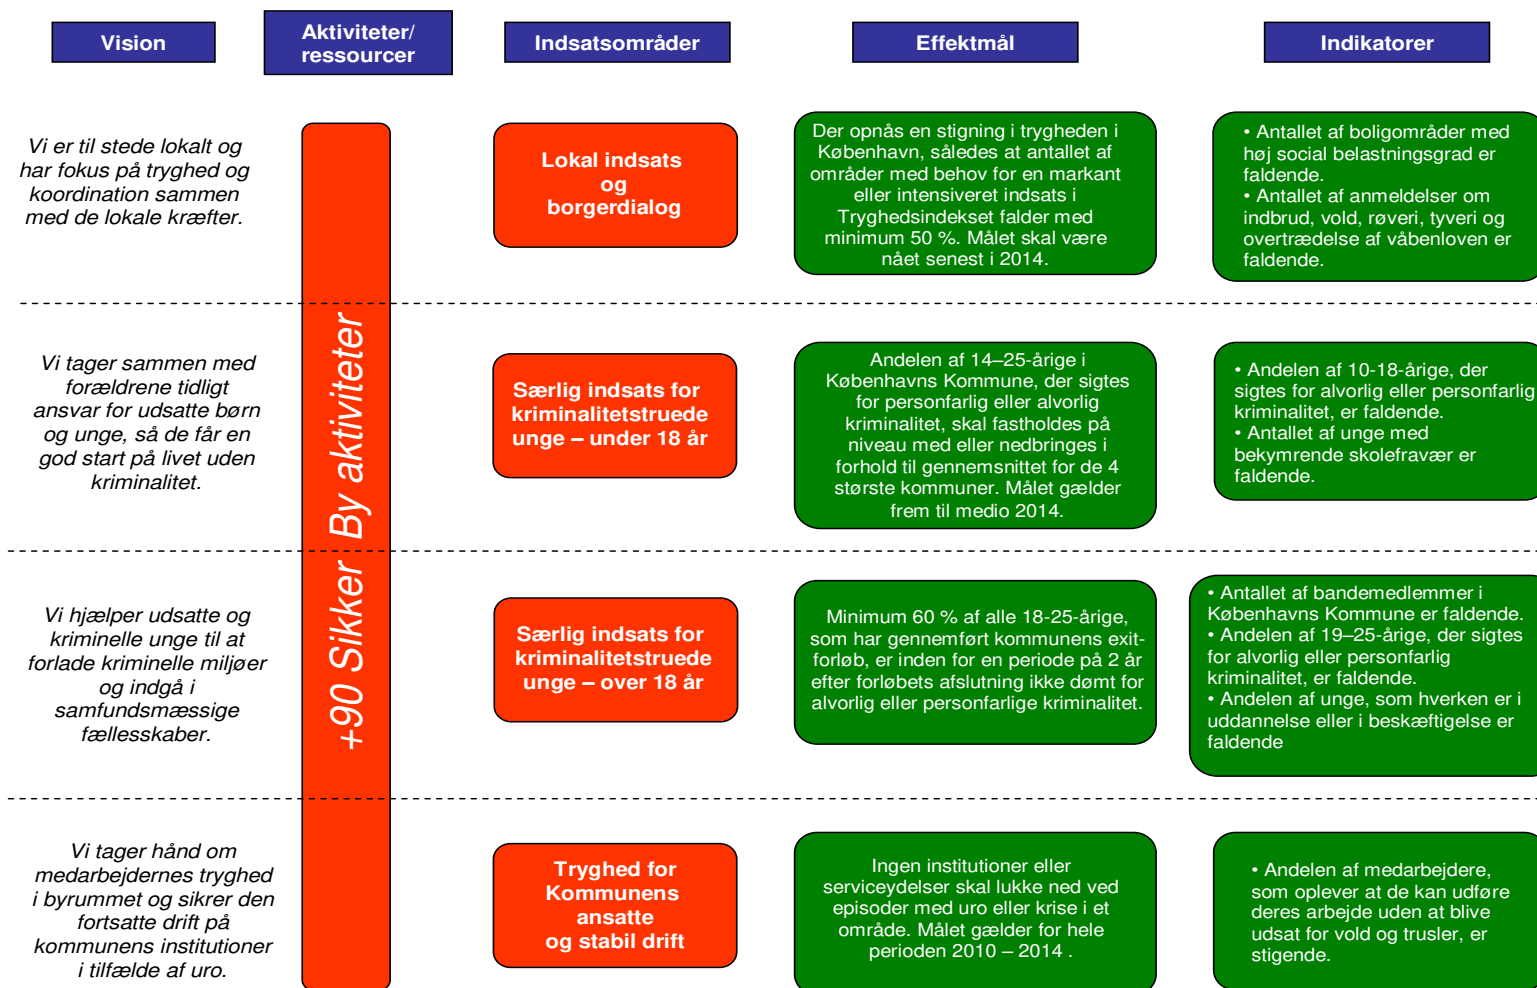 Vision
Aktiviteter/
ressourcer
Indsatsområder
Effektmål
Indikatorer
+90 Sikker By aktiviteter
Vi er til stede lokalt og
har fokus på tryghed og
koordination sammen
med de lokale kræfter.
Lokal indsats
og
borgerdialog
Der opnås en stigning i trygheden i
København, således at antallet af
områder med behov for en markant
eller intensiveret indsats i
Tryghedsindekset falder med
minimum 50 %. Målet skal være
nået senest i 2014.
• Antallet af boligområder med
høj social belastningsgrad er
faldende.
• Antallet af anmeldelser om
indbrud, vold, røveri, tyveri og
overtrædelse af våbenloven er
faldende.
Vi tager sammen med
forældrene tidligt
ansvar for udsatte børn
og unge, så de får en
god start på livet uden
kriminalitet.
Særlig indsats for
kriminalitetstruede
unge – under 18 år
Andelen af 14–25-årige i
Københavns Kommune, der sigtes
for personfarlig eller alvorlig
kriminalitet, skal fastholdes på
niveau med eller nedbringes i
forhold til gennemsnittet for de 4
største kommuner. Målet gælder
frem til medio 2014.
• Andelen af 10-18-årige, der
sigtes for alvorlig eller personfarlig
kriminalitet, er faldende.
• Antallet af unge med
bekymrende skolefravær er
faldende.
Vi hjælper udsatte og
kriminelle unge til at
forlade kriminelle miljøer
og indgå i
samfundsmæssige
fællesskaber.
Særlig indsats for
kriminalitetstruede
unge – over 18 år
Minimum 60 % af alle 18-25-årige,
som har gennemført kommunens exit-
forløb, er inden for en periode på 2 år
efter forløbets afslutning ikke dømt for
alvorlig eller personfarlige kriminalitet.
• Antallet af bandemedlemmer i
Københavns Kommune er faldende.
• Andelen af 19–25-årige, der sigtes
for alvorlig eller personfarlig
kriminalitet, er faldende.
• Andelen af unge, som hverken er i
uddannelse eller i beskæftigelse er
faldende
Vi tager hånd om
medarbejdernes tryghed
i byrummet og sikrer den
fortsatte drift på
kommunens institutioner
i tilfælde af uro.
Tryghed for
Kommunens
ansatte
og stabil drift
Ingen institutioner eller
serviceydelser skal lukke ned ved
episoder med uro eller krise i et
område. Målet gælder for hele
perioden 2010 – 2014 .
• Andelen af medarbejdere,
som oplever at de kan udføre
deres arbejde uden at blive
udsat for vold og trusler, er
stigende.